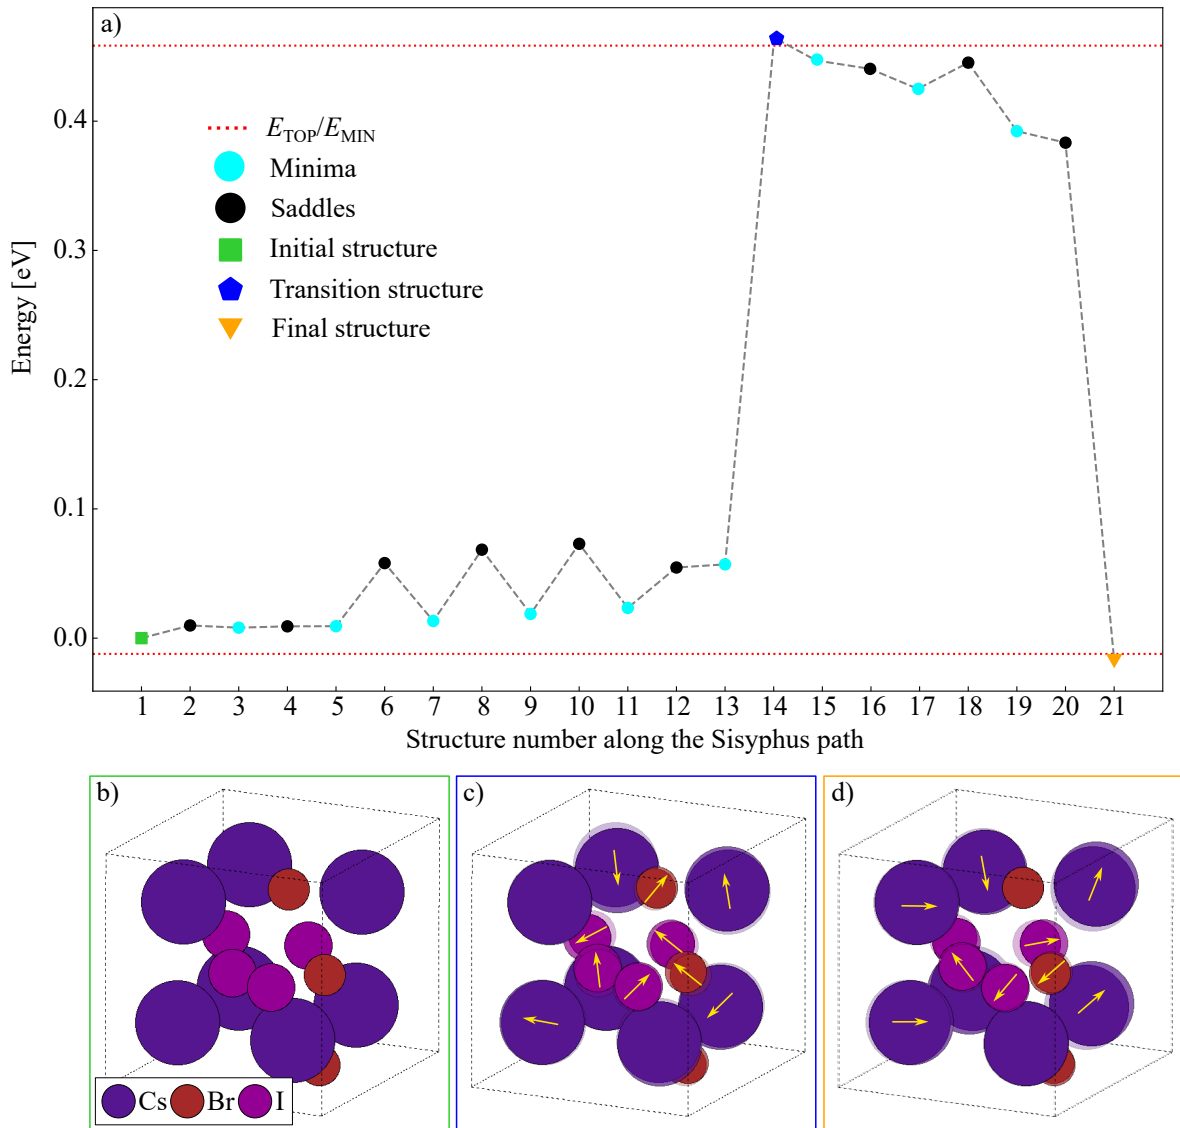 a)
E_TOP/E_MIN
Minima
Saddles
Initial structure
Transition structure
Final structure
Energy [eV]
0.4
0.3
0.2
0.1
0.0
1 2 3 4 5 6 7 8 9 10 11 12 13 14 15 16 17 18 19 20 21
Structure number along the Sisyphus path
b)
c)
d)
Cs Br I